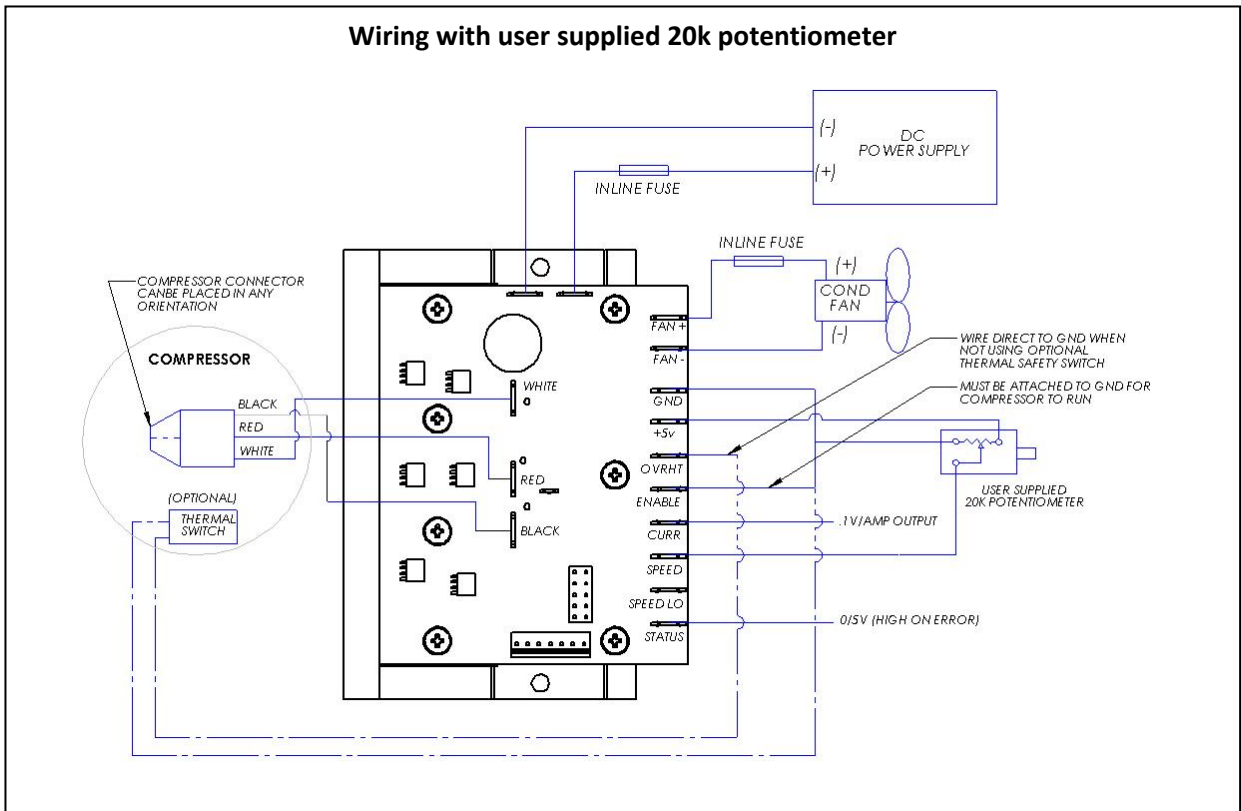 Wiring with user supplied 20k potentiometer
(-)
DC
POWER SUPPLY
(+)
INLINE FUSE
INLINE FUSE
(+)
COND
FAN
(-)
COMPRESSOR CONNECTOR
CANBE PLACED IN ANY
ORIENTATION
FAN +
FAN -
WIRE DIRECT TO GND WHEN
NOT USING OPTIONAL
THERMAL SAFETY SWITCH
MUST BE ATTACHED TO GND FOR
COMPRESSOR TO RUN
COMPRESSOR
BLACK
RED
WHITE
WHITE
GND
+5v
OVRHT
ENABLE
USER SUPPLIED
20K POTENTIOMETER
(OPTIONAL)
THERMAL
SWITCH
RED
BLACK
CURR
.1V/AMP OUTPUT
SPEED
SPEED LO
STATUS
0/5V (HIGH ON ERROR)